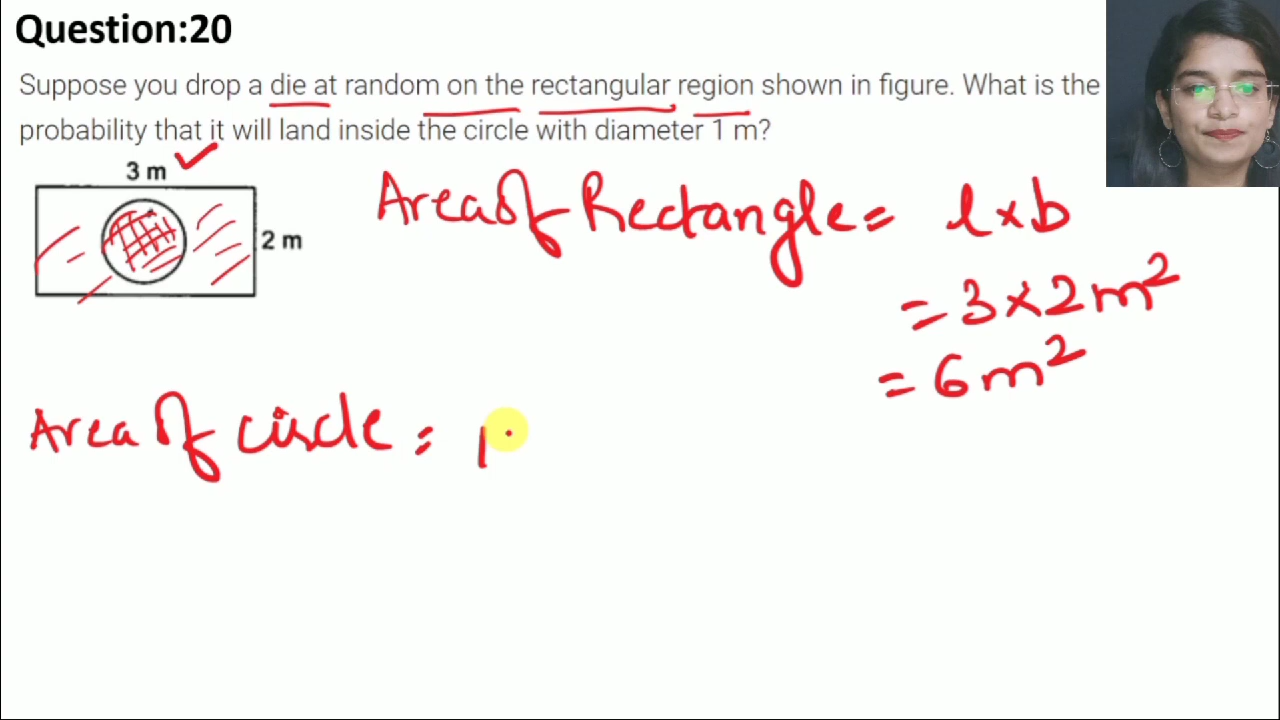 Question:20
Suppose you drop a die at random on the rectangular region shown in figure. What is the
probability that it will land inside the circle with diameter 1 m?
3 m
2 m
Area of Rectangle = l x b
= 3 x 2 m²
= 6 m²
Area of circle =